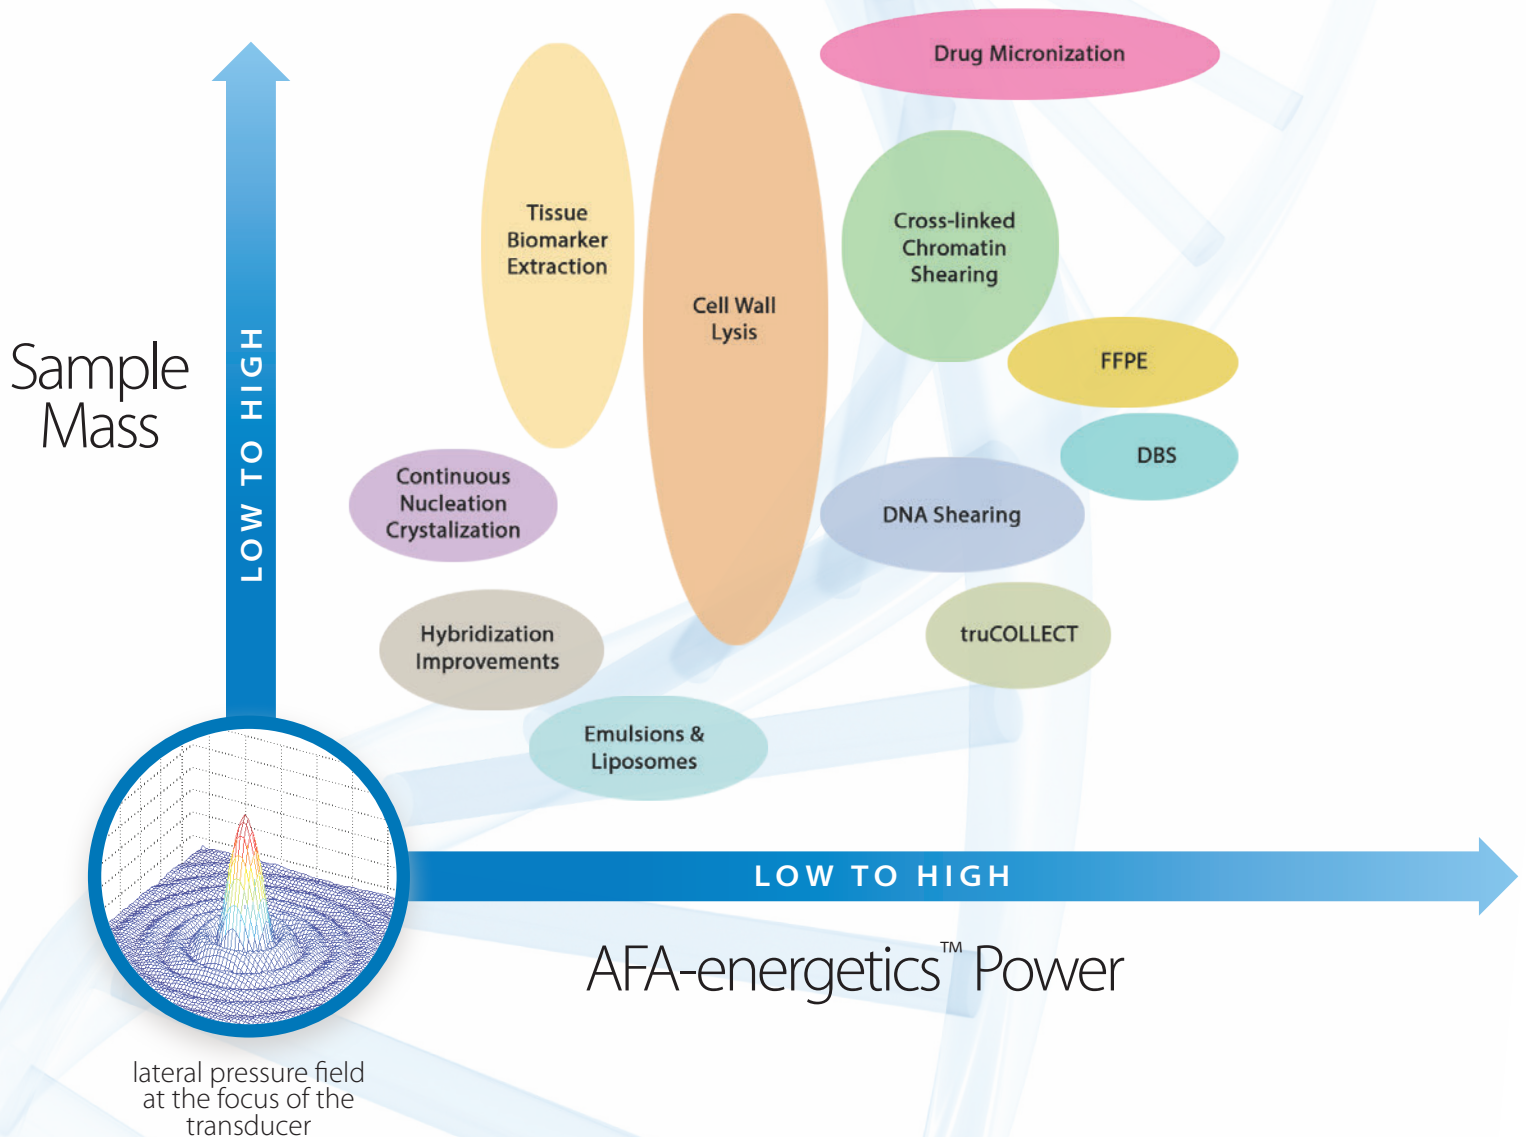 Drug Micronization
Tissue
Biomarker
Extraction
Cross-linked
Chromatin
Shearing
Cell Wall
Lysis
FFPE
Sample
Mass
LOW TO HIGH
DBS
Continuous
Nucleation
Crystalization
DNA Shearing
Hybridization
Improvements
truCOLLECT
Emulsions &
Liposomes
LOW TO HIGH
AFA-energetics™ Power
lateral pressure field
at the focus of the
transducer